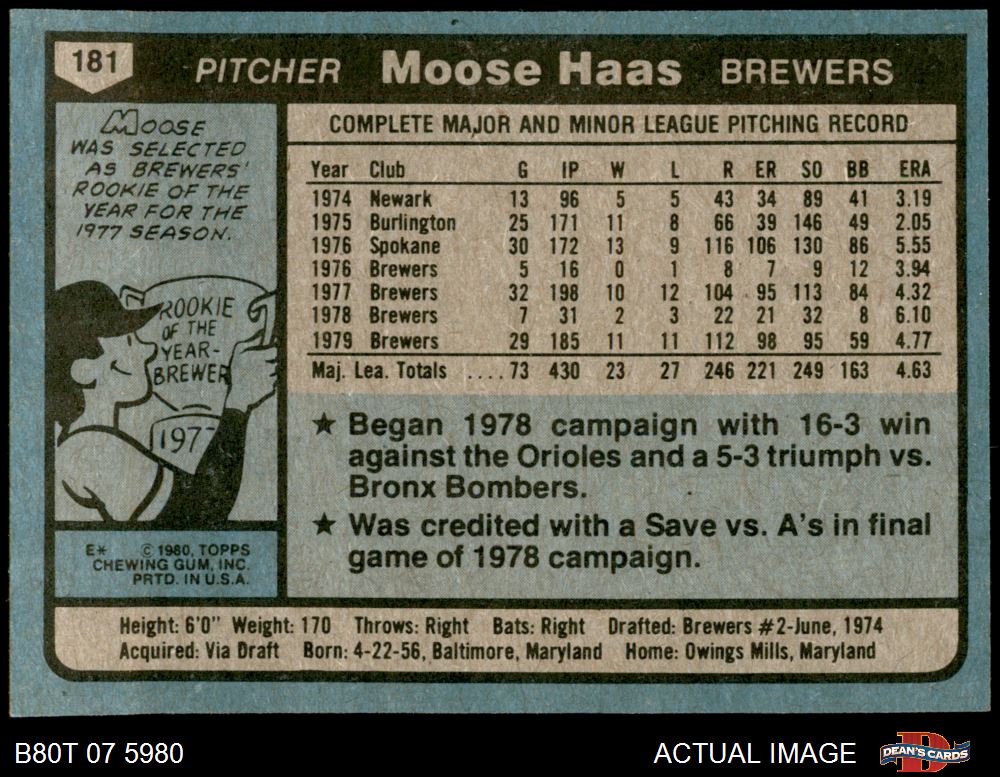 181 PITCHER Moose Haas BREWERS
MOOSE
WAS SELECTED
AS BREWERS'
ROOKIE OF THE
YEAR FOR THE
1977 SEASON.
ROOKIE
OF THE
YEAR-
BREWER
197
E* © 1980, TOPPS
CHEWING GUM, INC.
PRTD. IN U.S.A.
COMPLETE MAJOR AND MINOR LEAGUE PITCHING RECORD
Year Club G IP W L R ER SO BB ERA
1974 Newark 13 96 5 5 43 34 89 41 3.19
1975 Burlington 25 171 11 8 66 39 146 49 2.05
1976 Spokane 30 172 13 9 116 106 130 86 5.55
1976 Brewers 5 16 0 1 8 7 9 12 3.94
1977 Brewers 32 198 10 12 104 95 113 84 4.32
1978 Brewers 7 31 2 3 22 21 32 8 6.10
1979 Brewers 29 185 11 11 112 98 95 59 4.77
Maj. Lea. Totals ....73 430 23 27 246 221 249 163 4.63
★ Began 1978 campaign with 16-3 win
against the Orioles and a 5-3 triumph vs.
Bronx Bombers.
★ Was credited with a Save vs. A's in final
game of 1978 campaign.
Height: 6'0" Weight: 170 Throws: Right Bats: Right Drafted: Brewers #2-June, 1974
Acquired: Via Draft Born: 4-22-56, Baltimore, Maryland Home: Owings Mills, Maryland
B80T 07 5980 ACTUAL IMAGE D DEAN'S CARDS